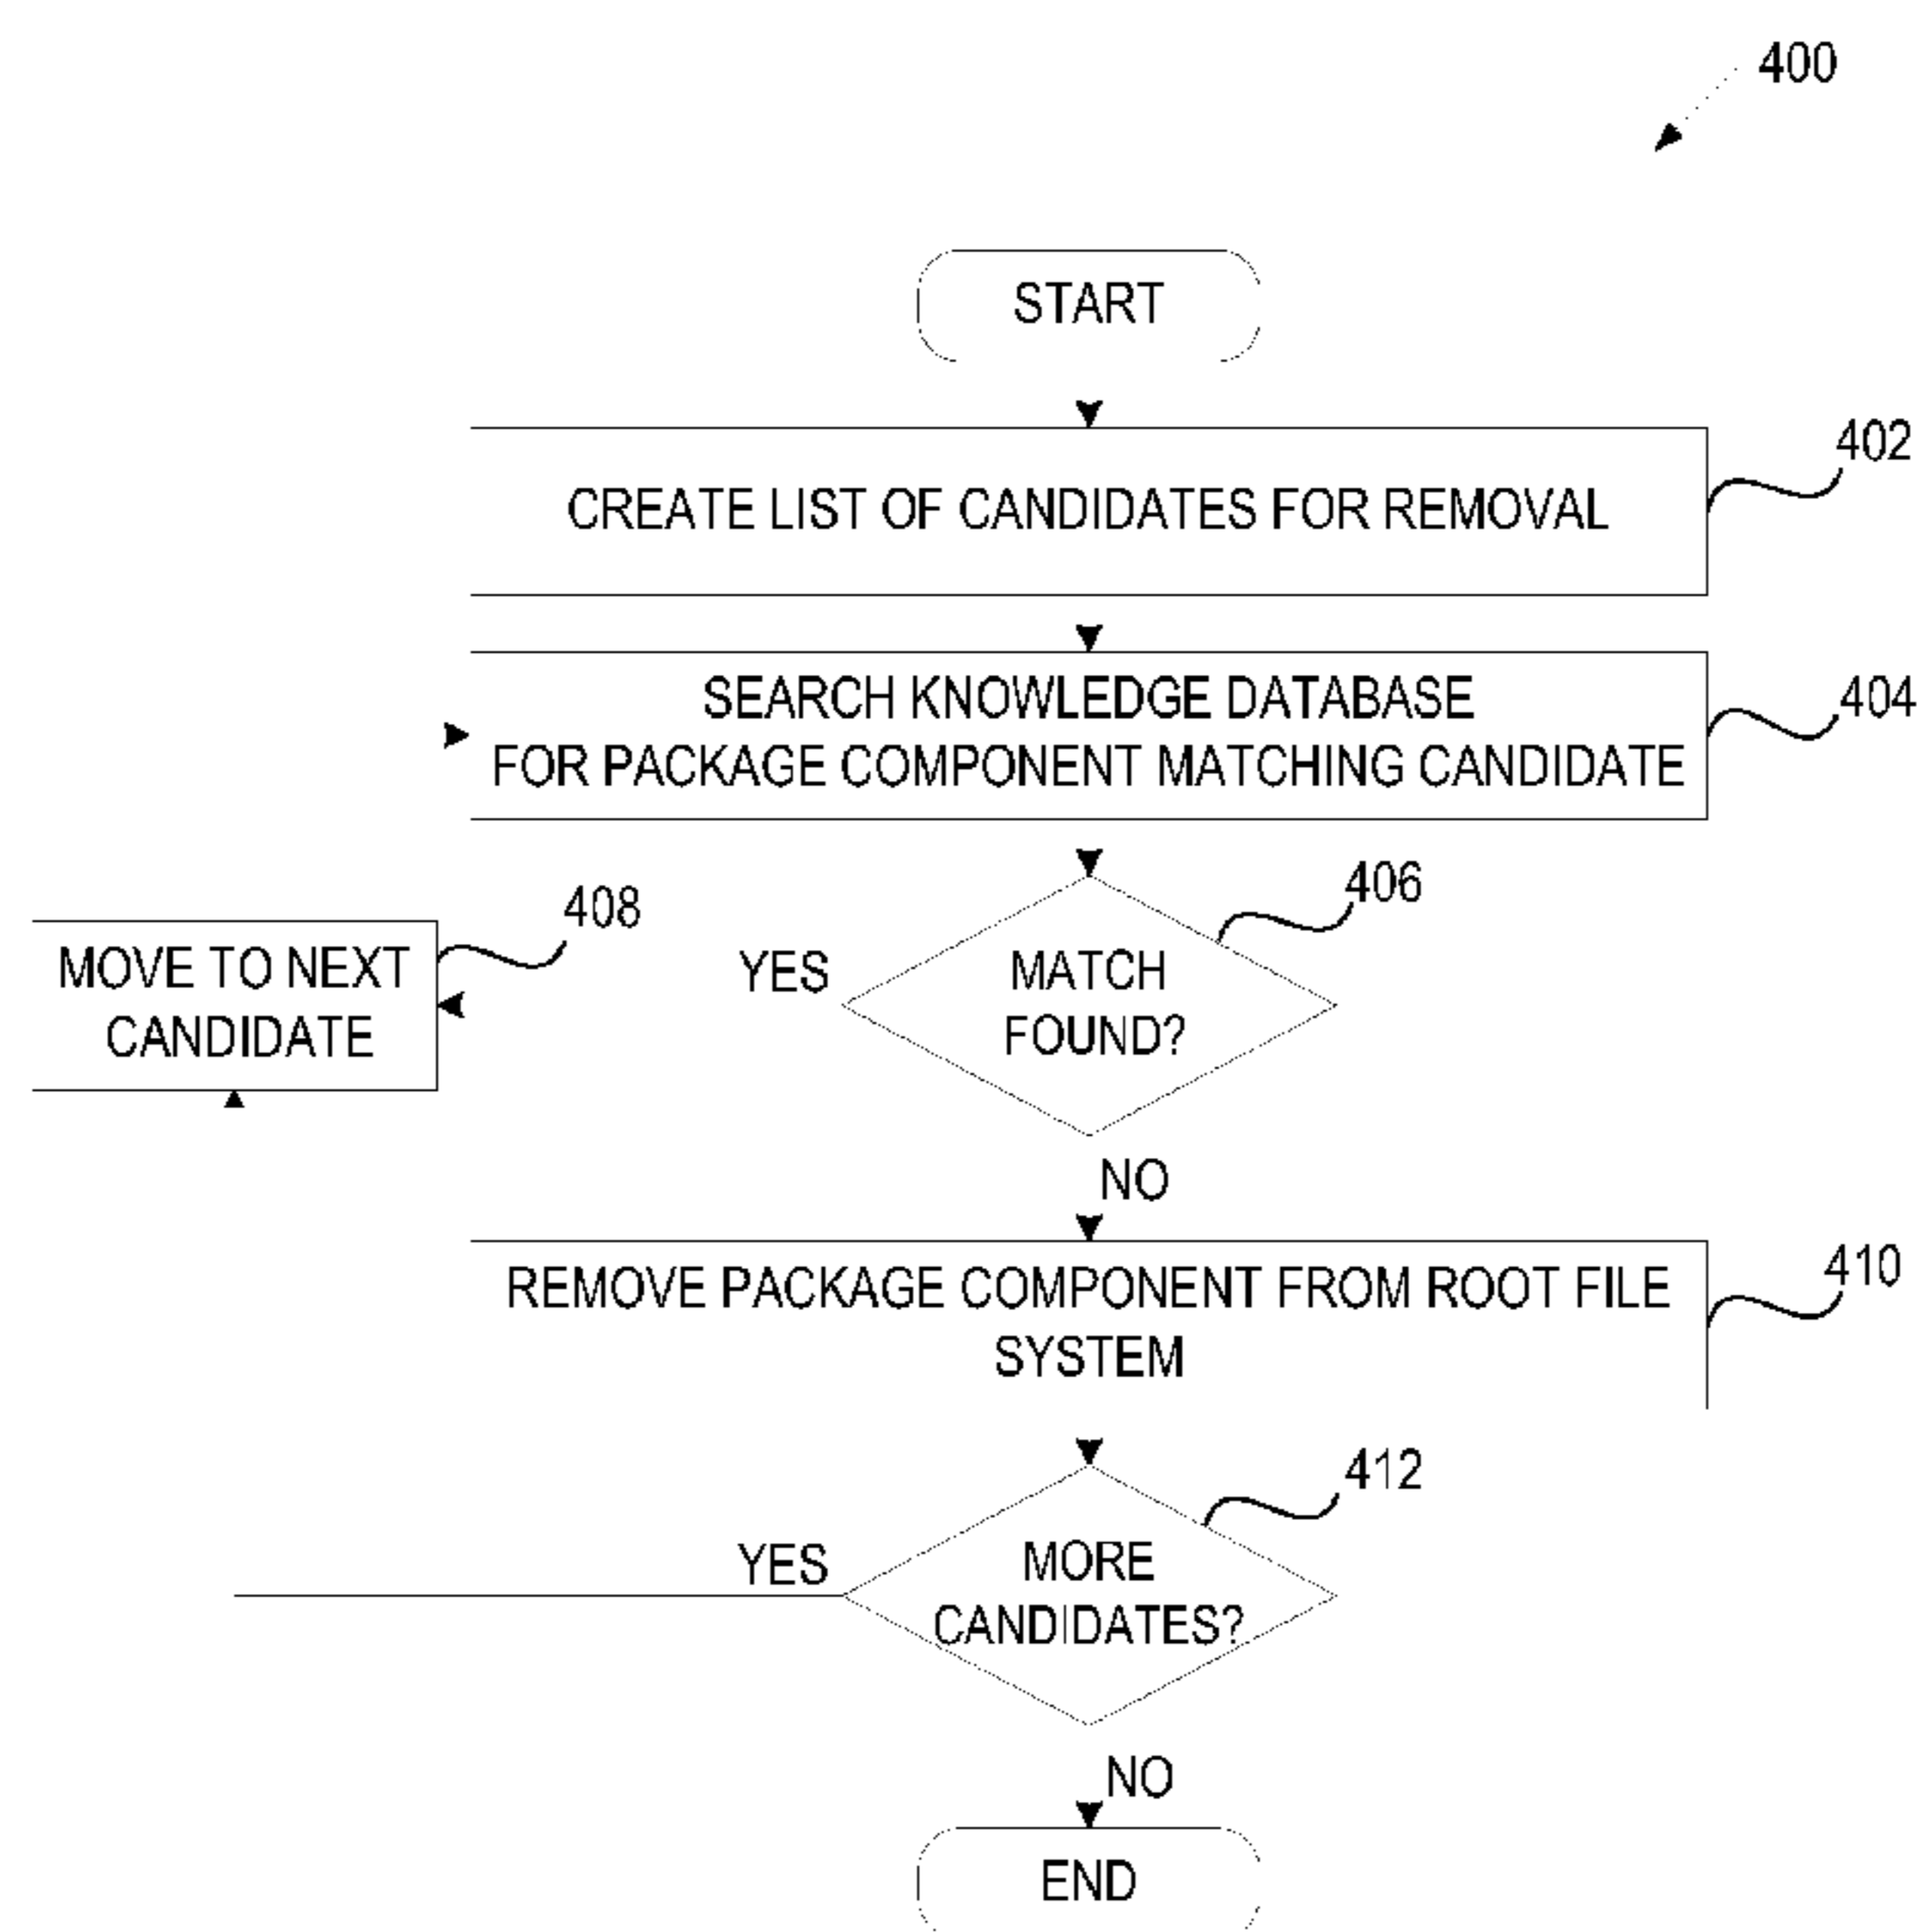 400
START
402
CREATE LIST OF CANDIDATES FOR REMOVAL
404
SEARCH KNOWLEDGE DATABASE
FOR PACKAGE COMPONENT MATCHING CANDIDATE
406
408
MOVE TO NEXT
CANDIDATE
YES
MATCH
FOUND?
NO
410
REMOVE PACKAGE COMPONENT FROM ROOT FILE
SYSTEM
412
YES
MORE
CANDIDATES?
NO
END